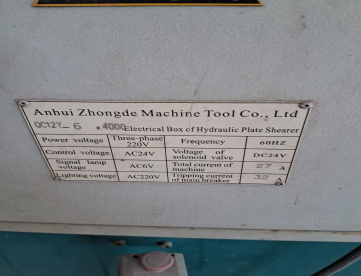 Anhui Zhongde Machine Tool Co., Ltd
QC12Y-6 x4000 Electrical Box of Hydraulic Plate Shearer
Power voltage Three-phase 220V Frequency 60HZ
Control voltage AC24V Voltage of solenoid valve DC24V
Signal lamp voltage AC6V Total current of machine 27 A
Lighting voltage AC220V Tripping current of main breaker 32 A